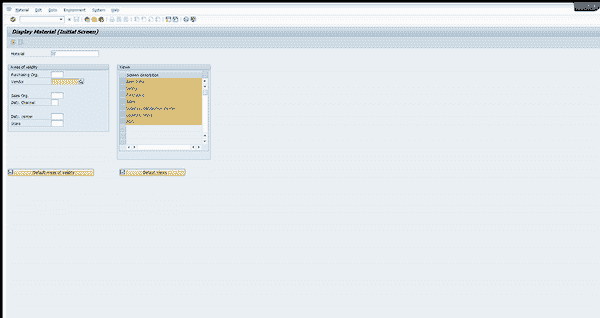 Material Edit Goto Environment System Help
Display Material (Initial Screen)
Material
Areas of Validity
Purchasing Org.
Vendor
Sales Org.
Distr. Channel
Distr. Center
Store
Views
Screen description
Basic Data
Listing
Purchasing
Sales
Logistics: Distribution Center
Logistics: Store
POS
Default Areas of Validity
Default Views